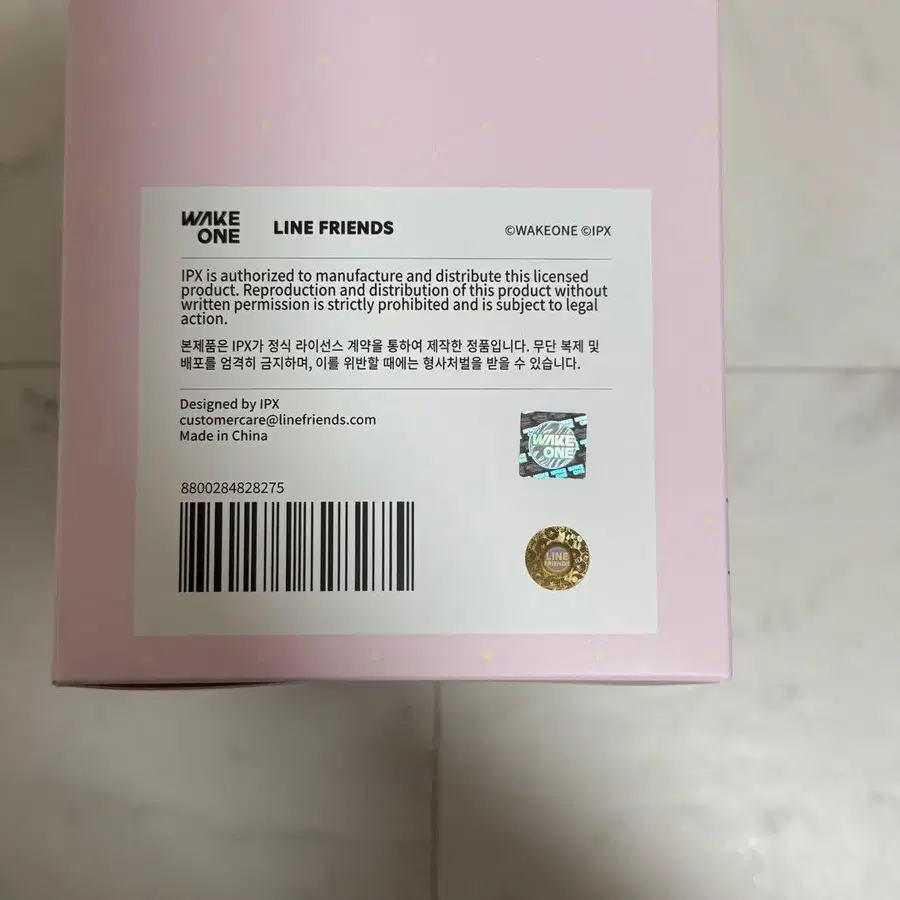 WAKE
ONE
LINE FRIENDS
©WAKEONE ©IPX
IPX is authorized to manufacture and distribute this licensed
product. Reproduction and distribution of this product without
written permission is strictly prohibited and is subject to legal
action.
본제품은 IPX가 정식 라이선스 계약을 통하여 제작한 정품입니다. 무단 복제 및
배포를 엄격히 금지하며, 이를 위반할 때에는 형사처벌을 받을 수 있습니다.
Designed by IPX
customercare@linefriends.com
Made in China
WAKE
ONE
8800284828275
LINE
FRIENDS